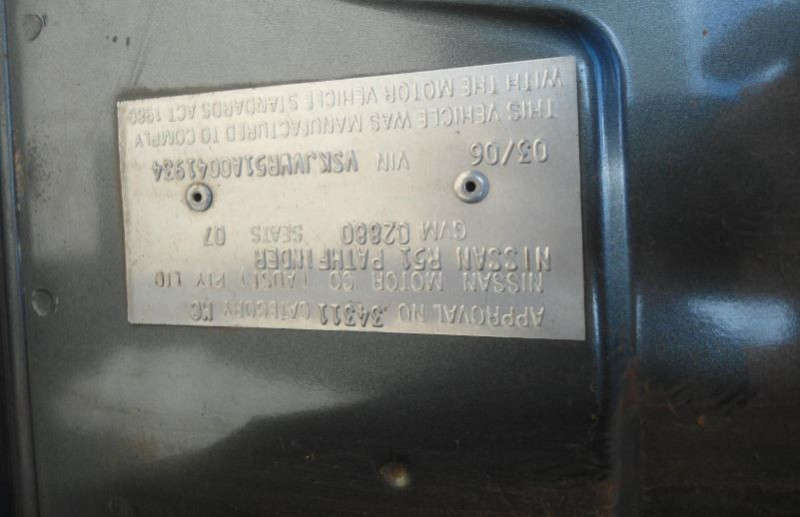 APPROVAL NO 34311 CATEGORY MC
NISSAN MOTOR CO (AUST) PTY LTD
NISSAN R51 PATHFINDER
GVM 02880 SEATS 07
03/06 VIN VSKJVWR51A0041934
THIS VEHICLE WAS MANUFACTURED TO COMPLY
WITH THE MOTOR VEHICLE STANDARDS ACT 1989